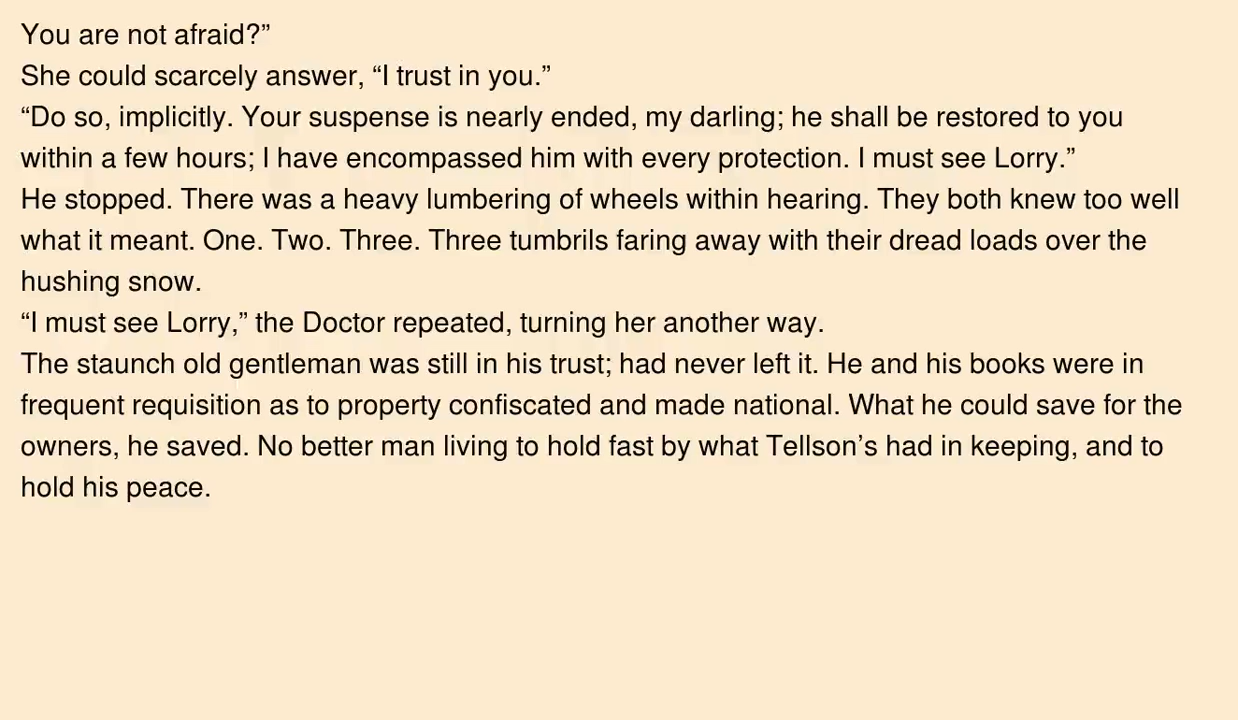 You are not afraid?”
She could scarcely answer, “I trust in you.”
“Do so, implicitly. Your suspense is nearly ended, my darling; he shall be restored to you
within a few hours; I have encompassed him with every protection. I must see Lorry.”
He stopped. There was a heavy lumbering of wheels within hearing. They both knew too well
what it meant. One. Two. Three. Three tumbrils faring away with their dread loads over the
hushing snow.
“I must see Lorry,” the Doctor repeated, turning her another way.
The staunch old gentleman was still in his trust; had never left it. He and his books were in
frequent requisition as to property confiscated and made national. What he could save for the
owners, he saved. No better man living to hold fast by what Tellson’s had in keeping, and to
hold his peace.